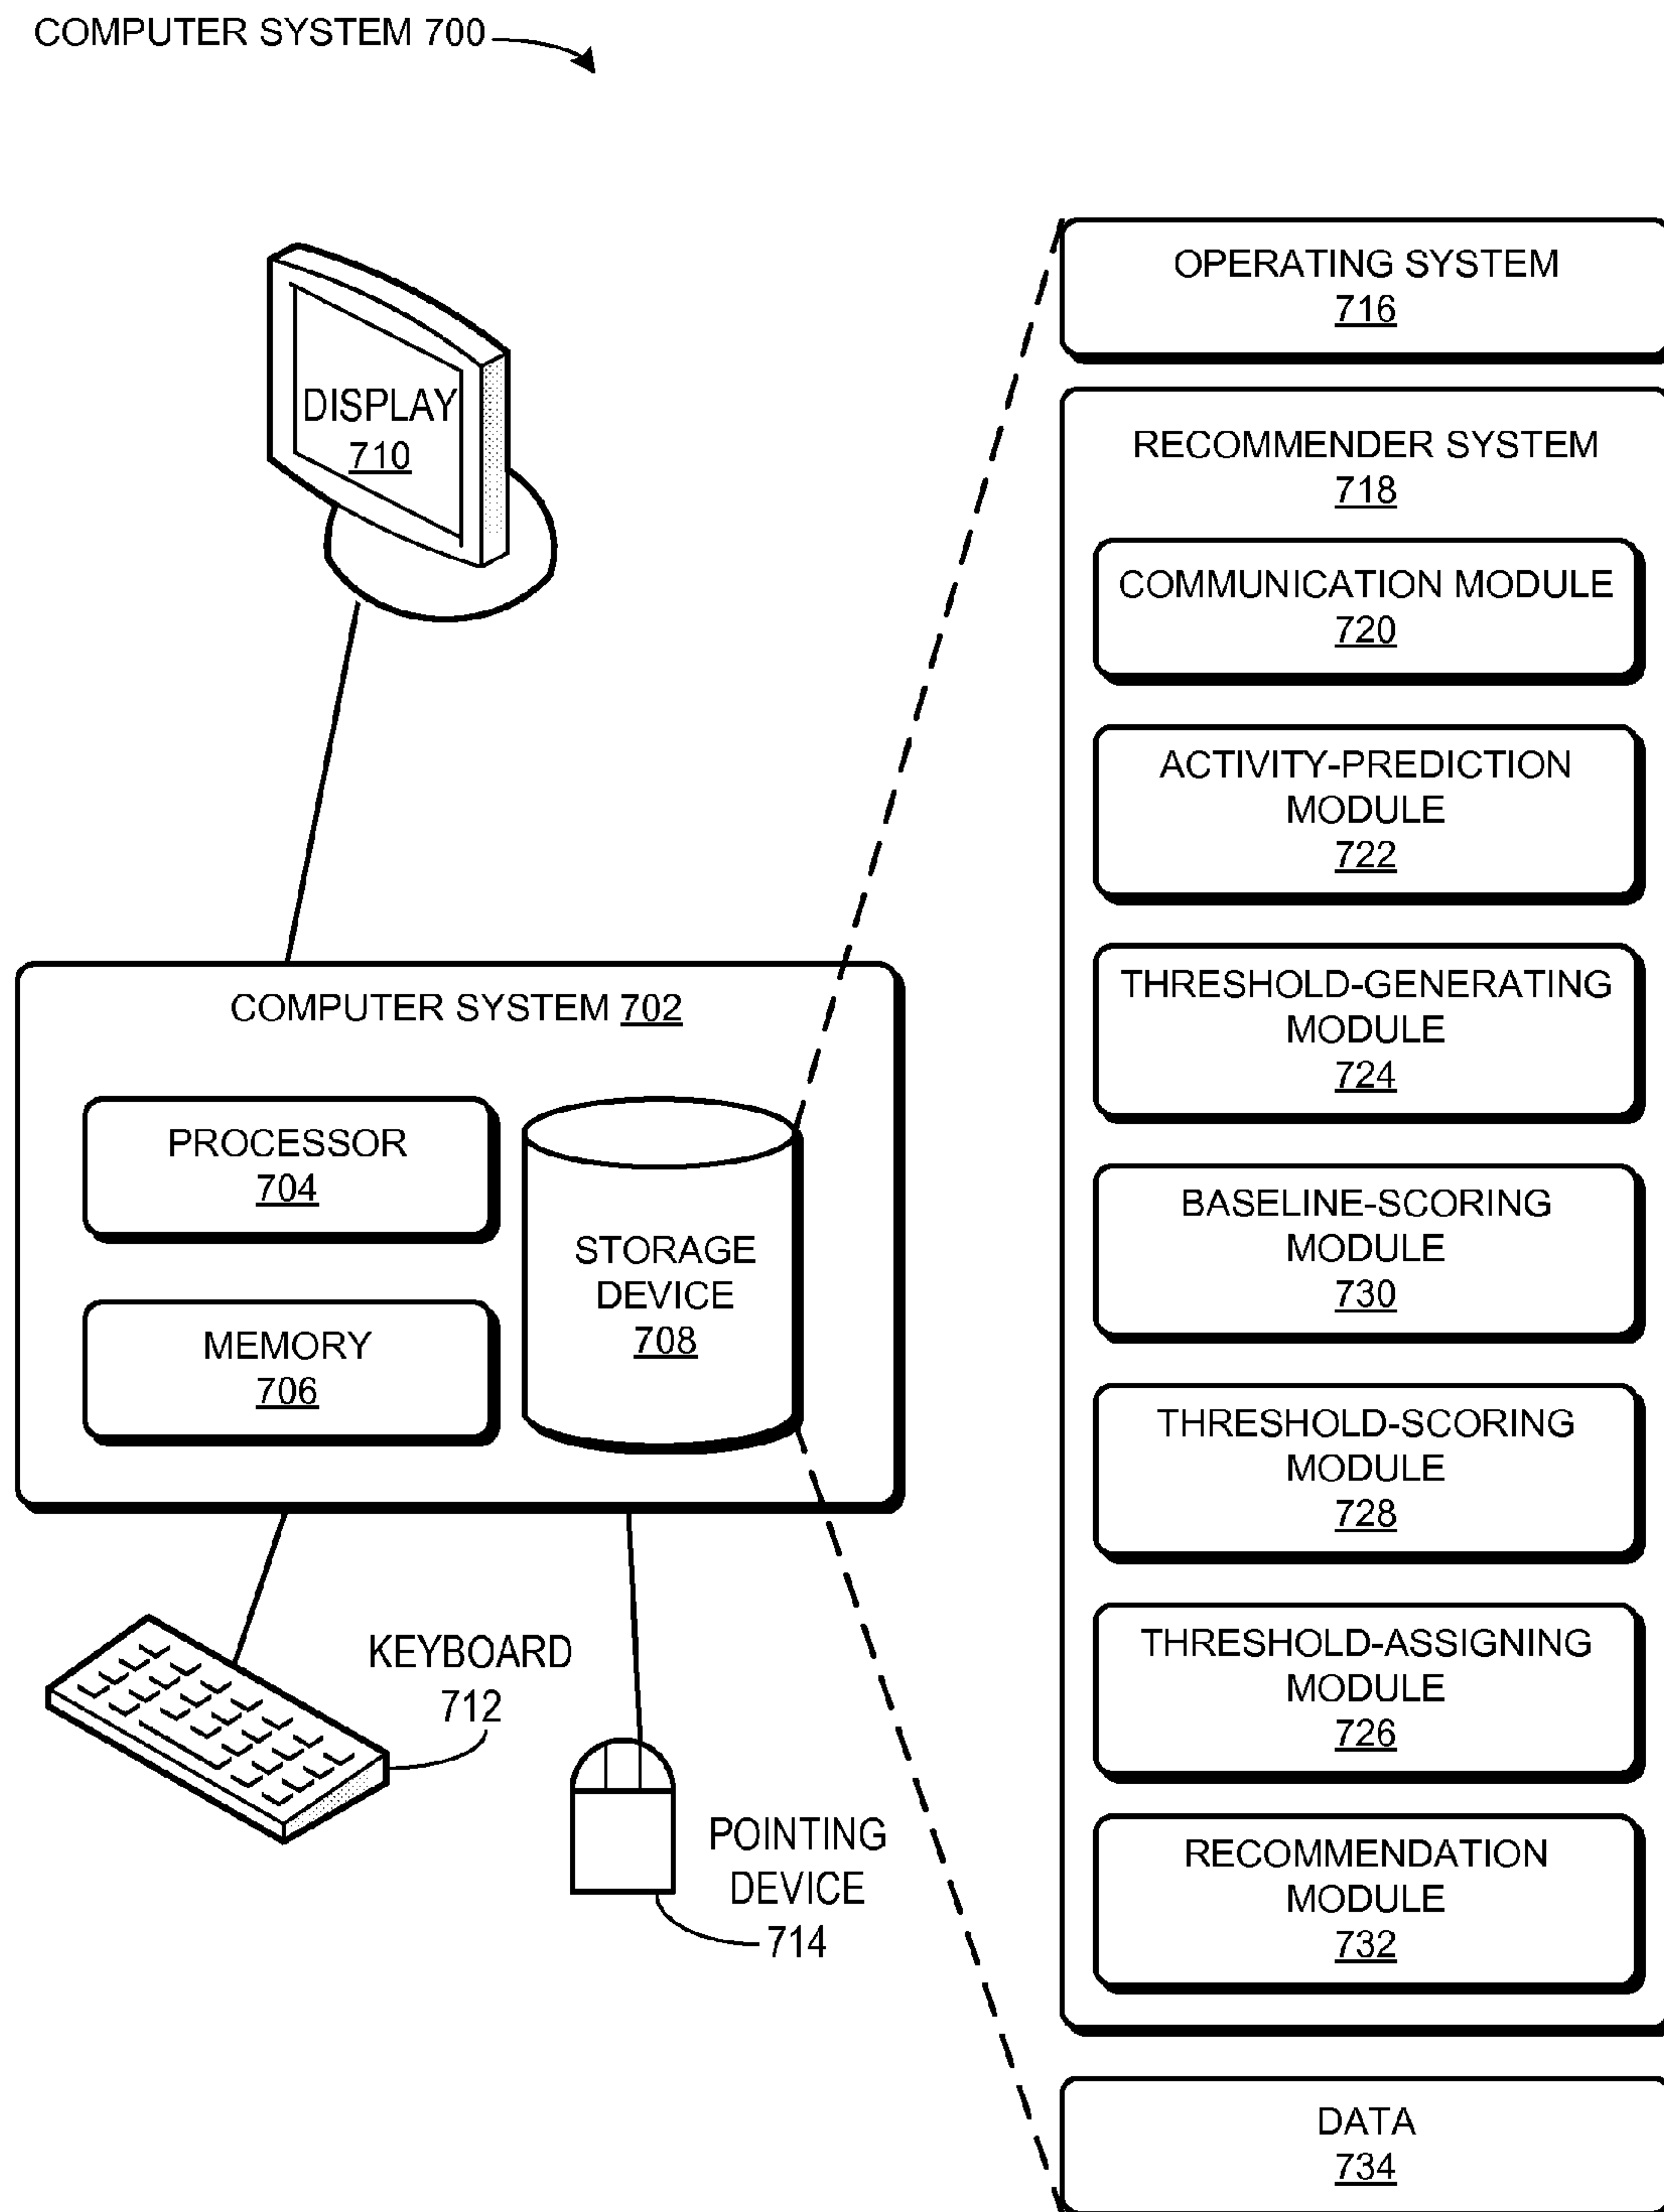 COMPUTER SYSTEM 700
DISPLAY
710
COMPUTER SYSTEM 702
PROCESSOR
704
MEMORY
706
STORAGE
DEVICE
708
KEYBOARD
712
POINTING
DEVICE
714
OPERATING SYSTEM
716
RECOMMENDER SYSTEM
718
COMMUNICATION MODULE
720
ACTIVITY-PREDICTION
MODULE
722
THRESHOLD-GENERATING
MODULE
724
BASELINE-SCORING
MODULE
730
THRESHOLD-SCORING
MODULE
728
THRESHOLD-ASSIGNING
MODULE
726
RECOMMENDATION
MODULE
732
DATA
734